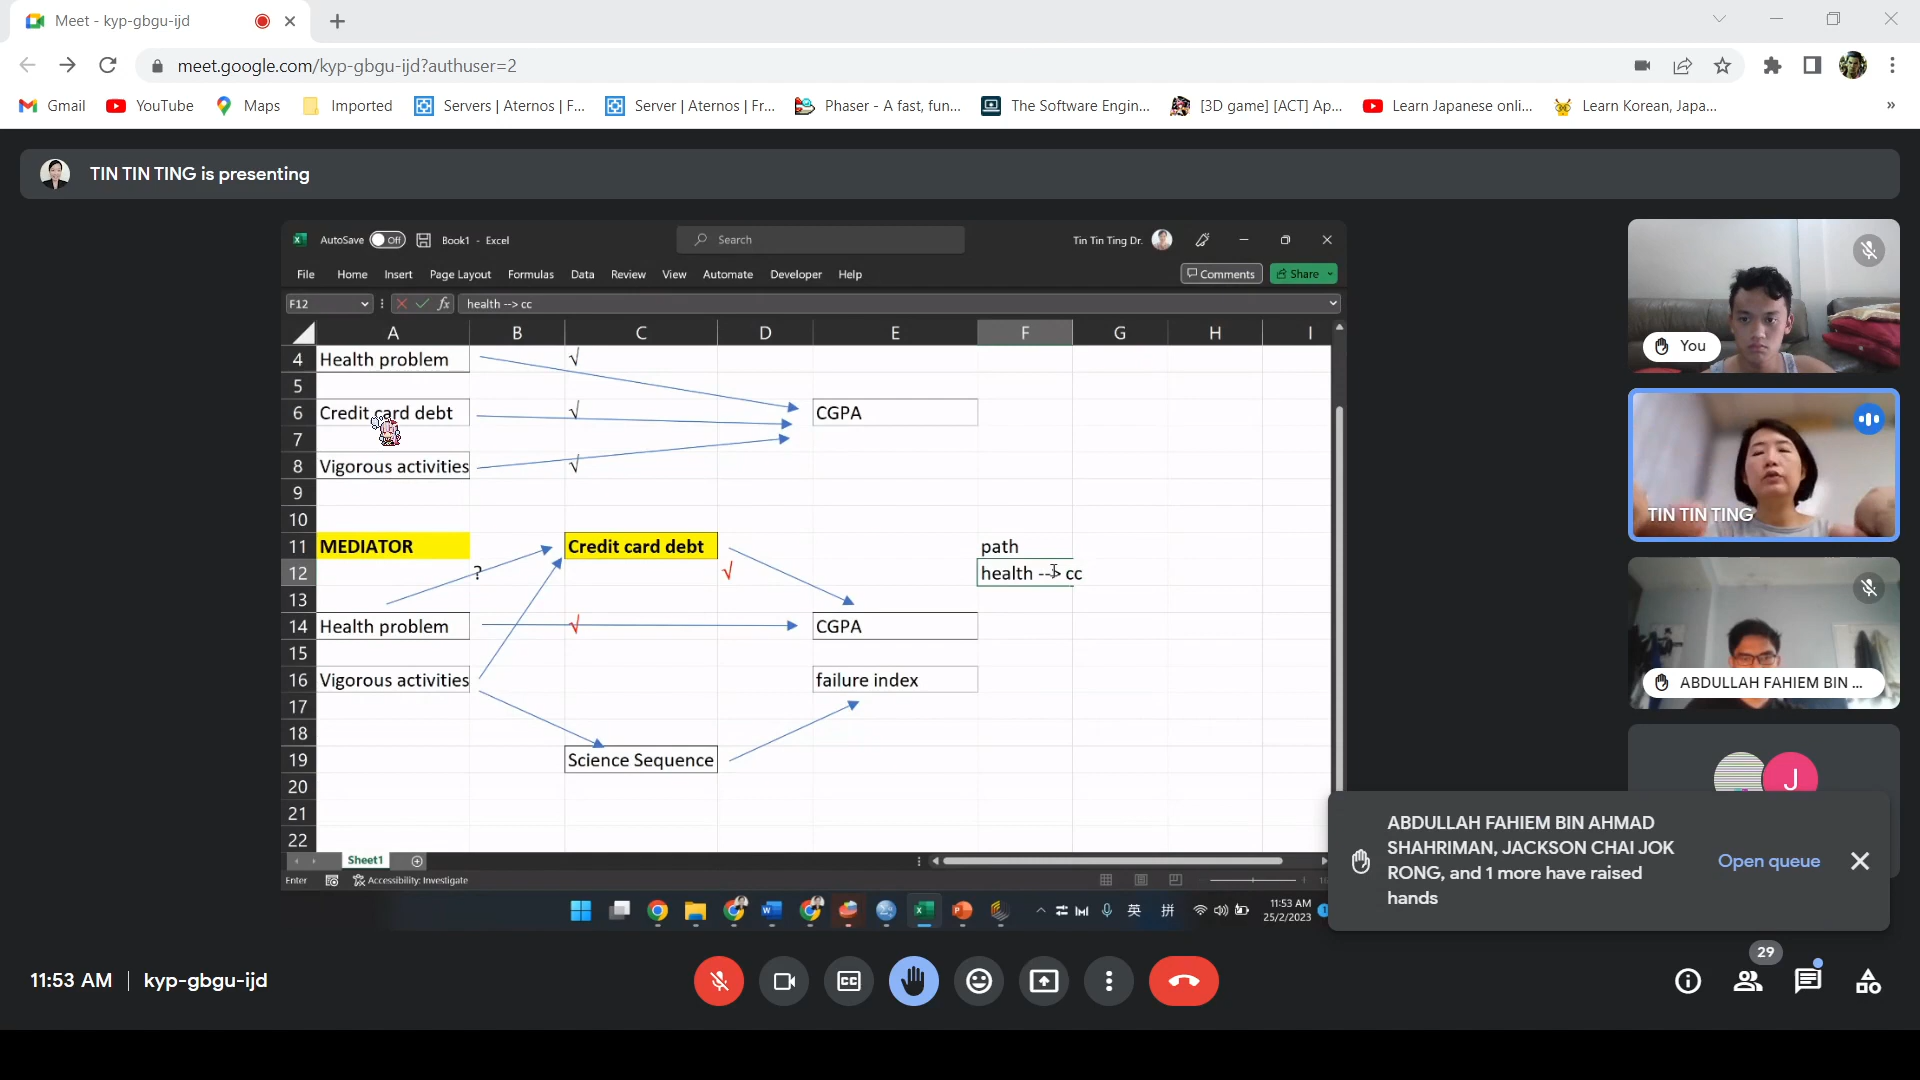 Meet - kyp-gbgu-ijd
meet.google.com/kyp-gbgu-ijd?authuser=2
Gmail YouTube Maps Imported Servers | Aternos | F... Server | Aternos | Fr... Phaser - A fast, fun... The Software Engin... [3D game] [ACT] Ap... Learn Japanese onli... Learn Korean, Japa... »
TIN TIN TING is presenting
AutoSave Off Book1 - Excel Search Tin Tin Ting Dr.
File Home Insert Page Layout Formulas Data Review View Automate Developer Help Comments Share
F12 fx health --> cc
A B C D E F G H I
4 Health problem √
5
6 Credit card debt √ CGPA
7
8 Vigorous activities √
9
10
11 MEDIATOR Credit card debt path
12 ? √ health --> cc
13
14 Health problem √ CGPA
15
16 Vigorous activities failure index
17
18
19 Science Sequence
20
21
22
Sheet1
Enter Accessibility: Investigate
英 拼 11:53 AM
25/2/2023
You
TIN TIN TING
ABDULLAH FAHIEM BIN ...
J
ABDULLAH FAHIEM BIN AHMAD
SHAHRIMAN, JACKSON CHAI JOK
RONG, and 1 more have raised
hands
Open queue
11:53 AM | kyp-gbgu-ijd
29